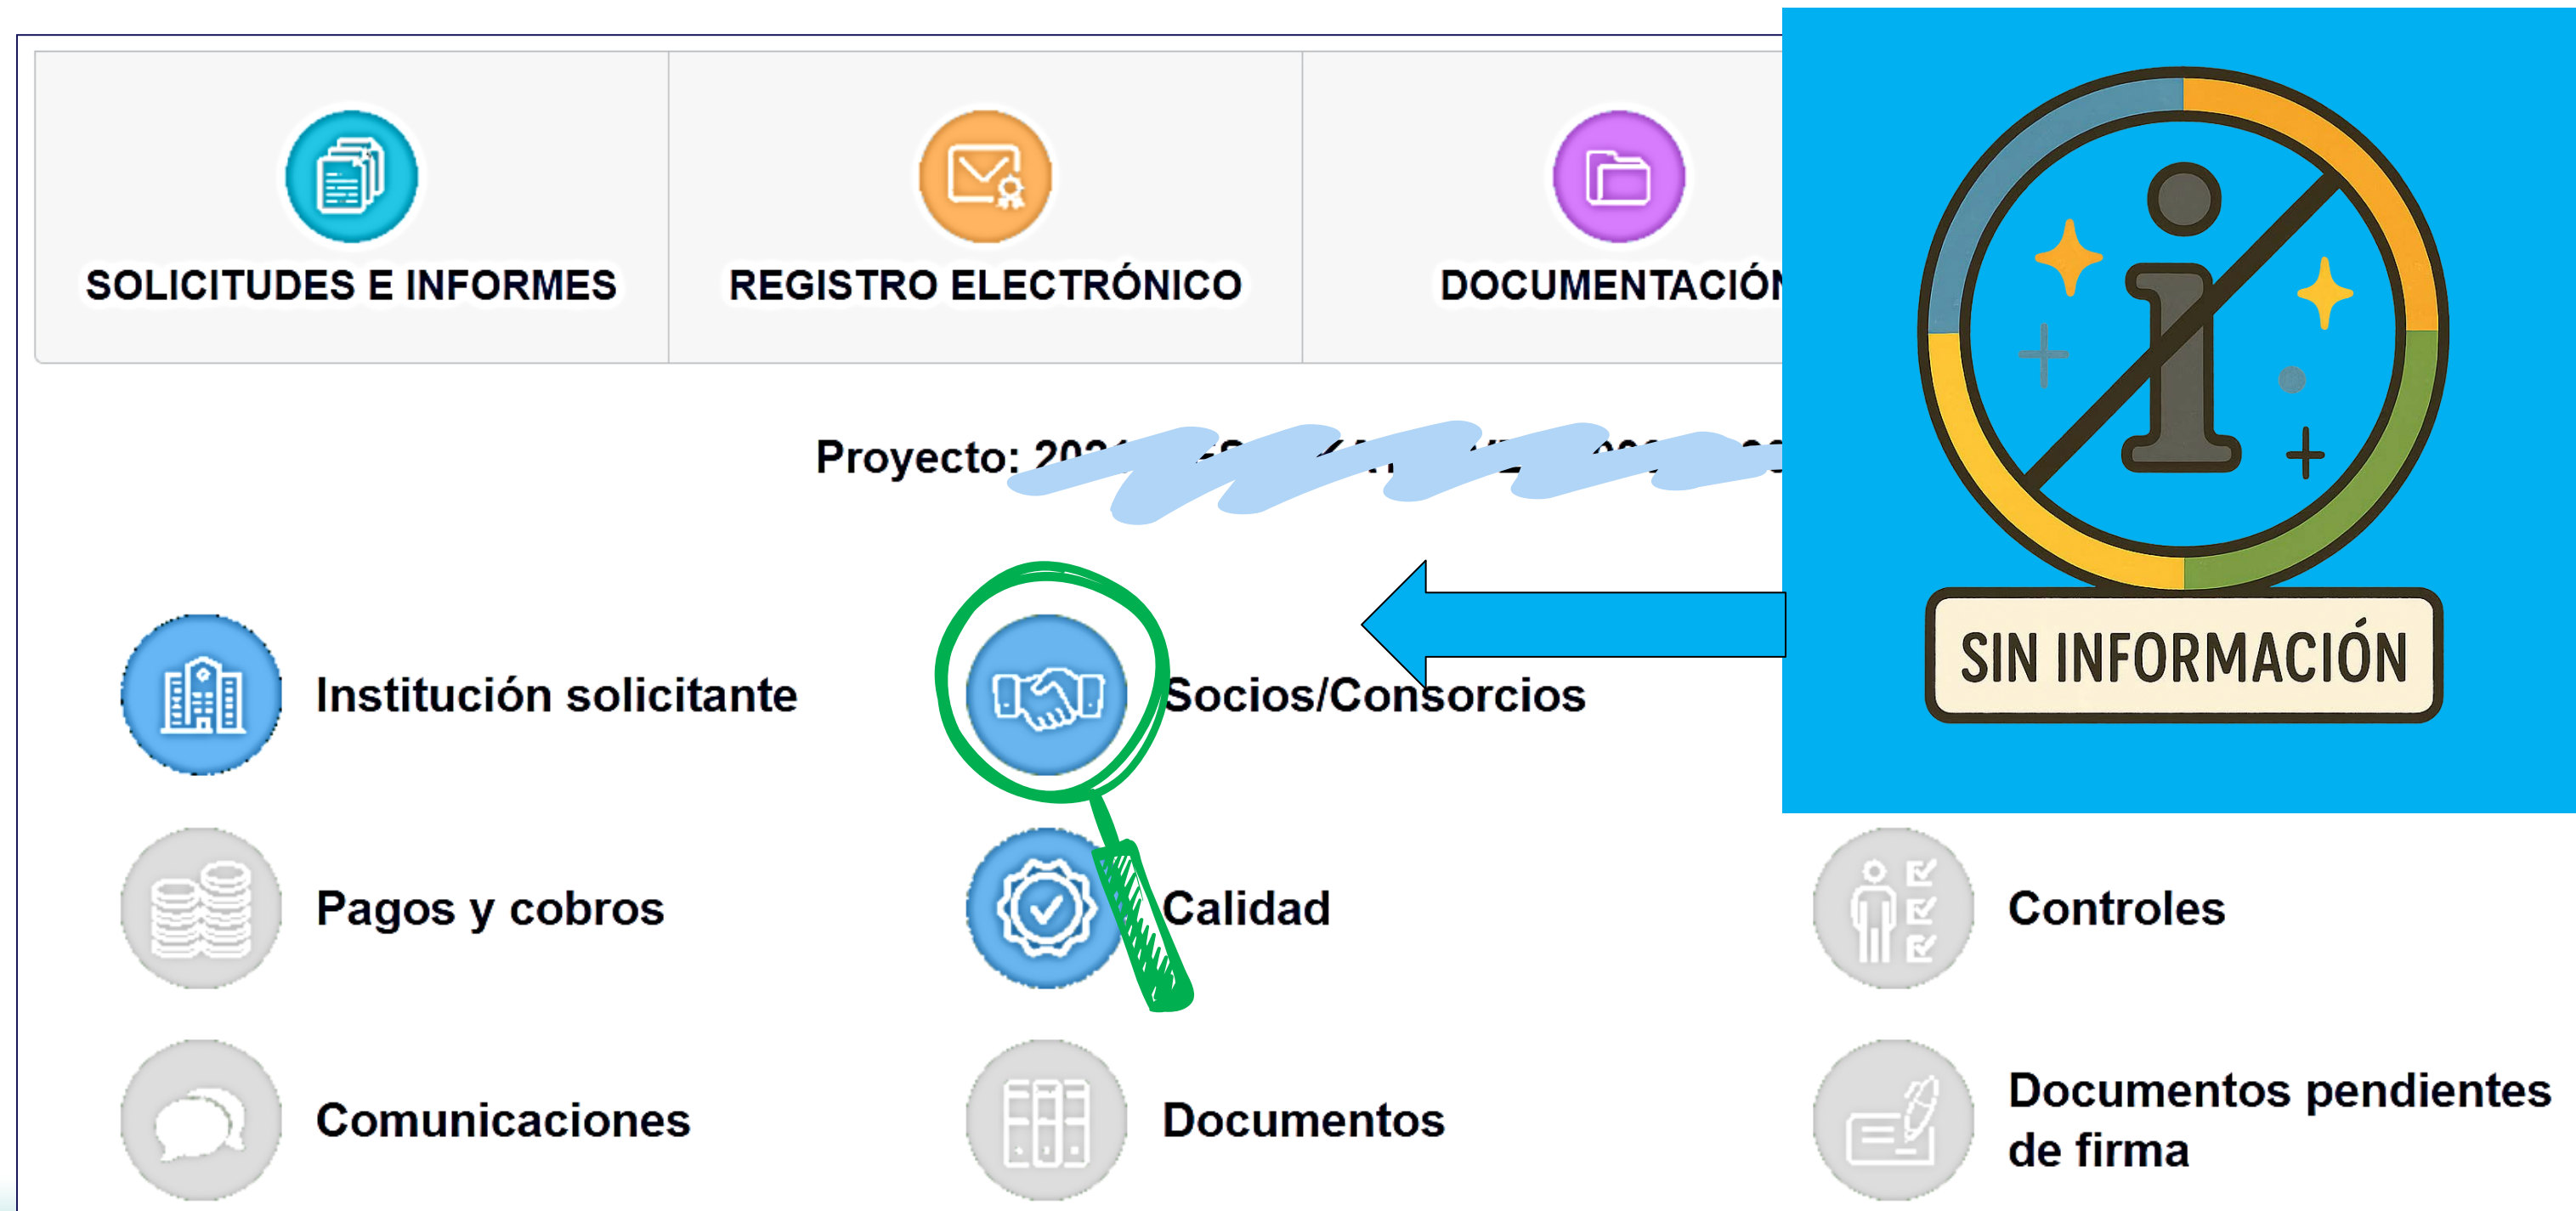 SOLICITUDES E INFORMES
REGISTRO ELECTRÓNICO
DOCUMENTACIÓN
Proyecto:
SIN INFORMACIÓN
Institución solicitante
Socios/Consorcios
Pagos y cobros
Calidad
Controles
Comunicaciones
Documentos
Documentos pendientes
de firma